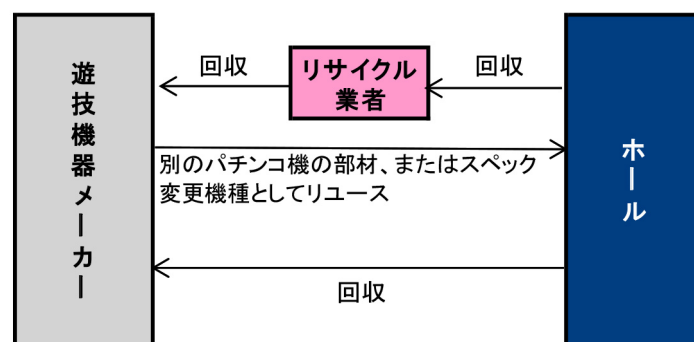 遊技機器メーカー
回収
リサイクル
業者
回収
ホール
別のパチンコ機の部材、またはスペック
変更機種としてリユース
回収